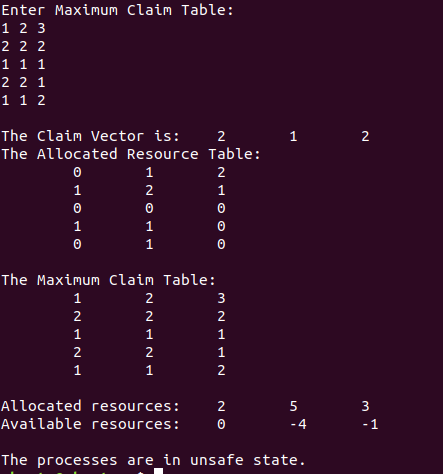 Enter Maximum Claim Table:
1 2 3
2 2 2
1 1 1
2 2 1
1 1 2
The Claim Vector is: 2 1 2
The Allocated Resource Table:
0 1 2
1 2 1
0 0 0
1 1 0
0 1 0
The Maximum Claim Table:
1 2 3
2 2 2
1 1 1
2 2 1
1 1 2
Allocated resources: 2 5 3
Available resources: 0 -4 -1
The processes are in unsafe state.